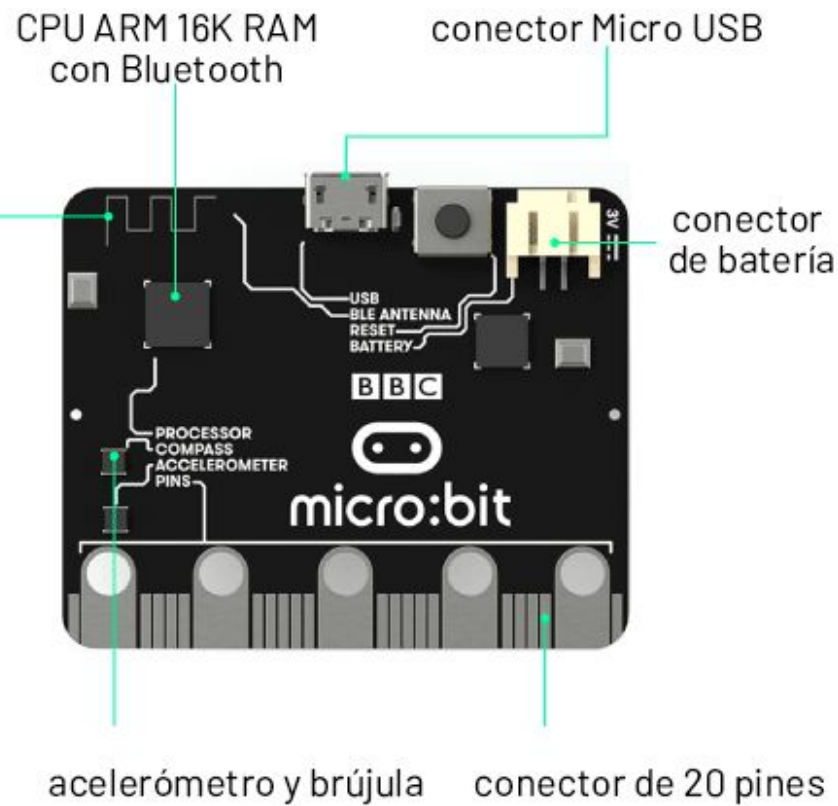 CPU ARM 16K RAM
con Bluetooth
conector Micro USB
conector
de batería
3V
USB
BLE ANTENNA
RESET
BATTERY
BBC
PROCESSOR
COMPASS
ACCELEROMETER
PINS
micro:bit
acelerómetro y brújula
conector de 20 pines